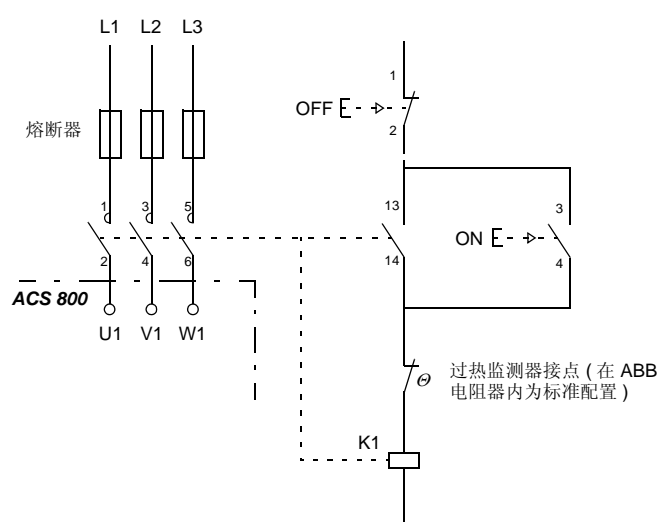 L1 L2 L3
1
OFF
2
熔断器
1 3 5
13
3
ON
2 4 6
14
4
ACS 800
U1 V1 W1
Θ
过热监测器接点 ( 在 ABB
电阻器内为标准配置 )
K1